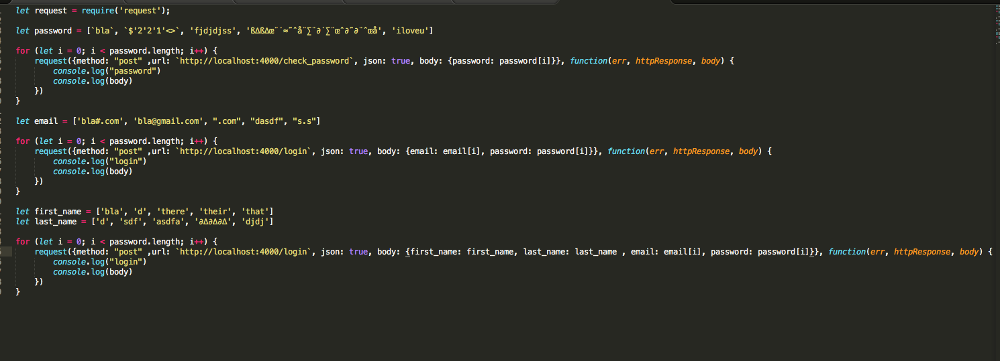 let request = require('request');
let password = [`bla`, `$'2'2'1'<>`, 'fjdjdjss', 'ß∆ß∆œ¨˙≈˜ˆå¨∑¨∂˙∑¨œˆ∂˜∂¨ˆœå', 'iloveu']
for (let i = 0; i < password.length; i++) {
request({method: "post" ,url: `http://localhost:4000/check_password`, json: true, body: {password: password[i]}}, function(err, httpResponse, body) {
console.log("password")
console.log(body)
})
}
let email = ['bla#.com', 'bla@gmail.com', ".com", "dasdf", "s.s"]
for (let i = 0; i < password.length; i++) {
request({method: "post" ,url: `http://localhost:4000/login`, json: true, body: {email: email[i], password: password[i]}}, function(err, httpResponse, body) {
console.log("login")
console.log(body)
})
}
let first_name = ['bla', 'd', 'there', 'their', 'that']
let last_name = ['d', 'sdf', 'asdfa', '∂∆∂∆∂∆', 'djdj']
for (let i = 0; i < password.length; i++) {
request({method: "post" ,url: `http://localhost:4000/login`, json: true, body: {first_name: first_name, last_name: last_name , email: email[i], password: password[i]}}, function(err, httpResponse, body) {
console.log("login")
console.log(body)
})
}